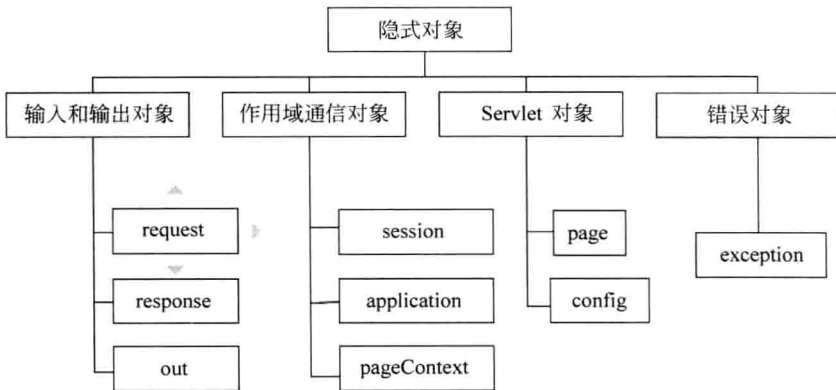 隐式对象
输入和输出对象
作用域通信对象
Servlet 对象
错误对象
request
session
page
exception
response
application
config
out
pageContext